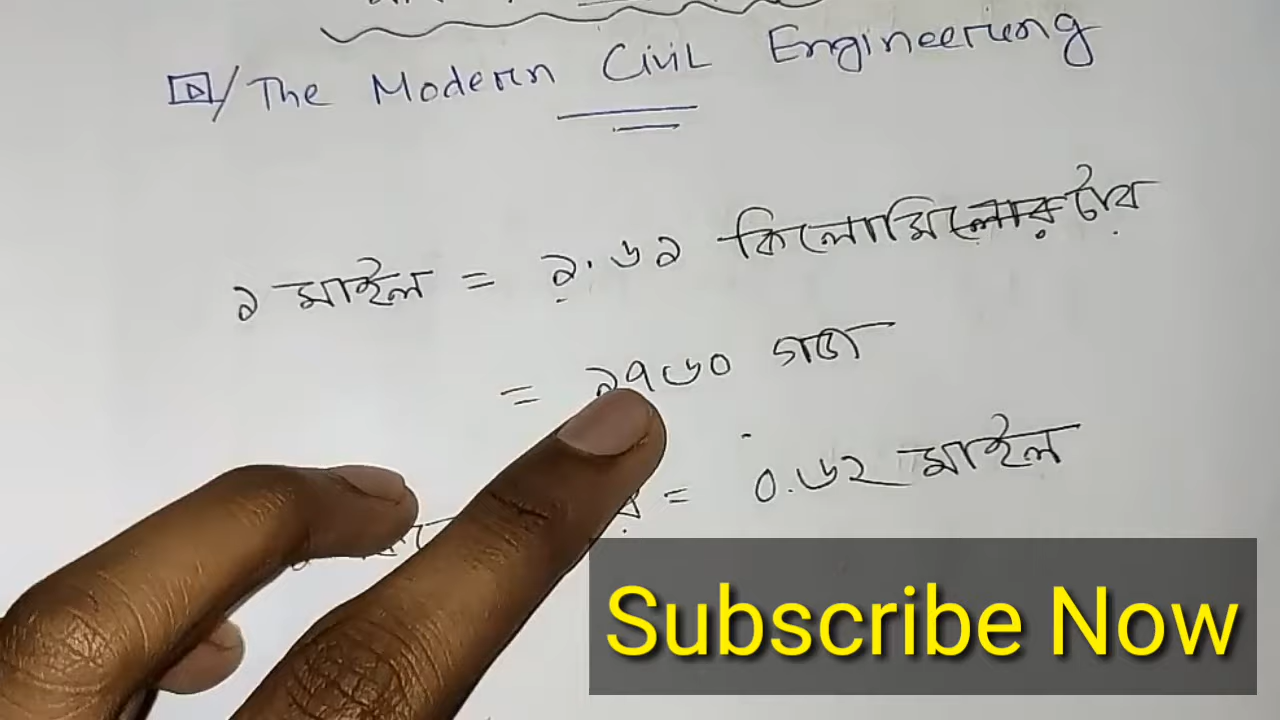 The Modern Civil Engineering
১ মাইল = ১.৬১ কিলোমিটার
= ১৭৬০ গজ
= ০.৬২ মাইল
Subscribe Now